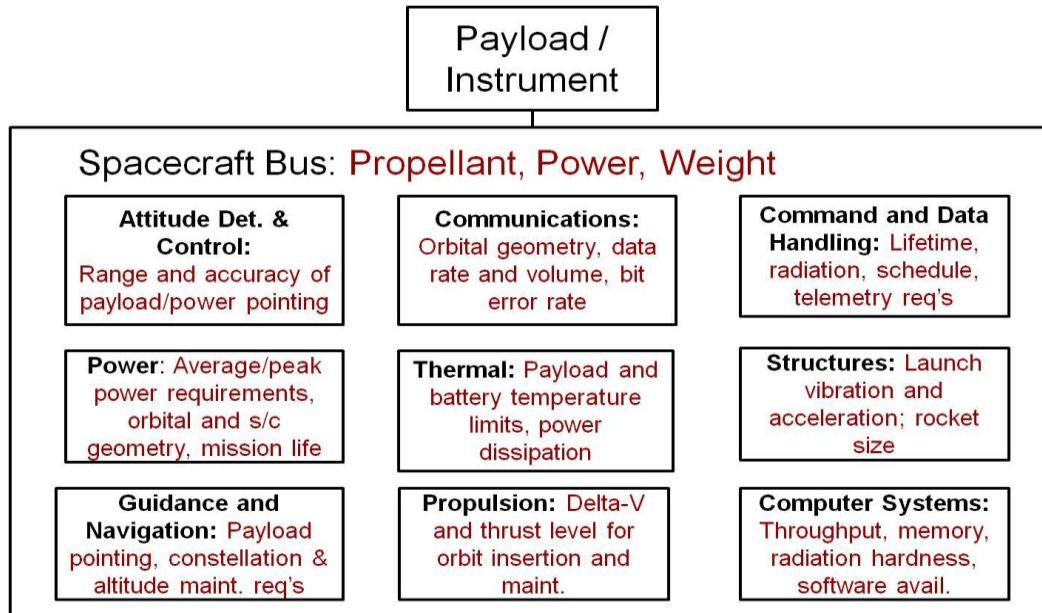 Payload /
Instrument
Spacecraft Bus: Propellant, Power, Weight
Attitude Det. &
Control:
Range and accuracy of
payload/power pointing
Communications:
Orbital geometry, data
rate and volume, bit
error rate
Command and Data
Handling: Lifetime,
radiation, schedule,
telemetry req's
Power: Average/peak
power requirements,
orbital and s/c
geometry, mission life
Thermal: Payload and
battery temperature
limits, power
dissipation
Structures: Launch
vibration and
acceleration; rocket
size
Guidance and
Navigation: Payload
pointing, constellation &
altitude maint. req's
Propulsion: Delta-V
and thrust level for
orbit insertion and
maint.
Computer Systems:
Throughput, memory,
radiation hardness,
software avail.